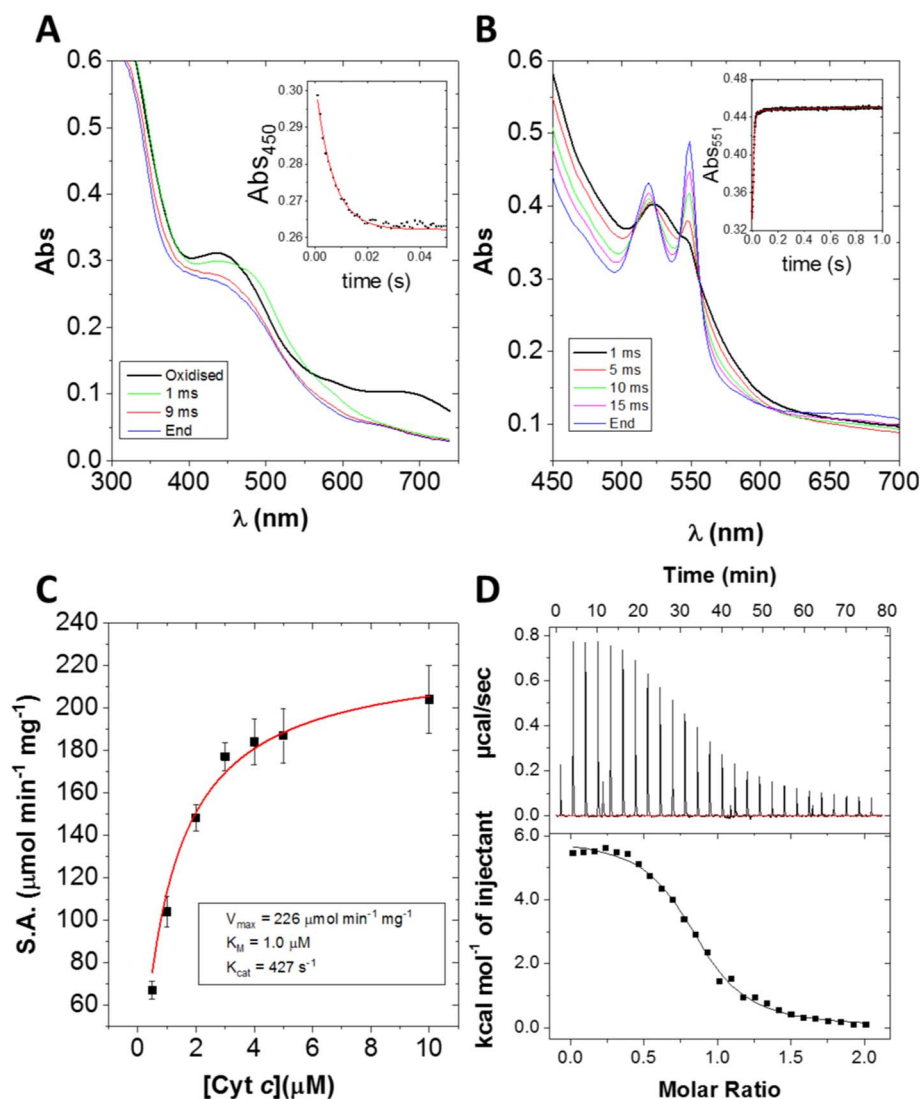 A
0.6
0.5
0.4
0.3
0.2
0.1
0.0
Abs
300 400 500 600 700
λ (nm)
0.30
0.29
0.28
0.27
0.26
Abs450
0.00 0.02 0.04
time (s)
Oxidised
1 ms
9 ms
End
B
0.6
0.5
0.4
0.3
0.2
0.1
450 500 550 600 650 700
λ (nm)
0.48
0.44
0.40
0.36
0.32
Abs551
0.0 0.2 0.4 0.6 0.8 1.0
time (s)
1 ms
5 ms
10 ms
15 ms
End
C
240
220
200
180
160
140
120
100
80
60
S.A. (μmol min⁻¹ mg⁻¹)
Vmax = 226 μmol min⁻¹ mg⁻¹
KM = 1.0 μM
Kcat = 427 s⁻¹
0 2 4 6 8 10
[Cyt c](μM)
D
Time (min)
0 10 20 30 40 50 60 70 80
0.8
0.6
0.4
0.2
0.0
μcal/sec
6.0
4.0
2.0
0.0
kcal mol⁻¹ of injectant
0.0 0.5 1.0 1.5 2.0
Molar Ratio